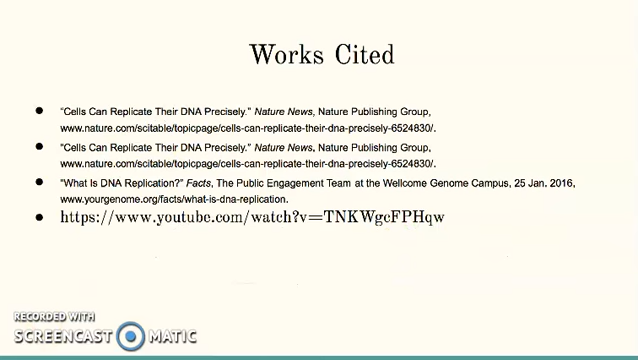 Works Cited
● "Cells Can Replicate Their DNA Precisely." Nature News, Nature Publishing Group,
www.nature.com/scitable/topicpage/cells-can-replicate-their-dna-precisely-6524830/.
● "Cells Can Replicate Their DNA Precisely." Nature News, Nature Publishing Group,
www.nature.com/scitable/topicpage/cells-can-replicate-their-dna-precisely-6524830/.
● "What Is DNA Replication?" Facts, The Public Engagement Team at the Wellcome Genome Campus, 25 Jan. 2016,
www.yourgenome.org/facts/what-is-dna-replication.
● https://www.youtube.com/watch?v=TNKWgcFPHqw
RECORDED WITH
SCREENCAST MATIC